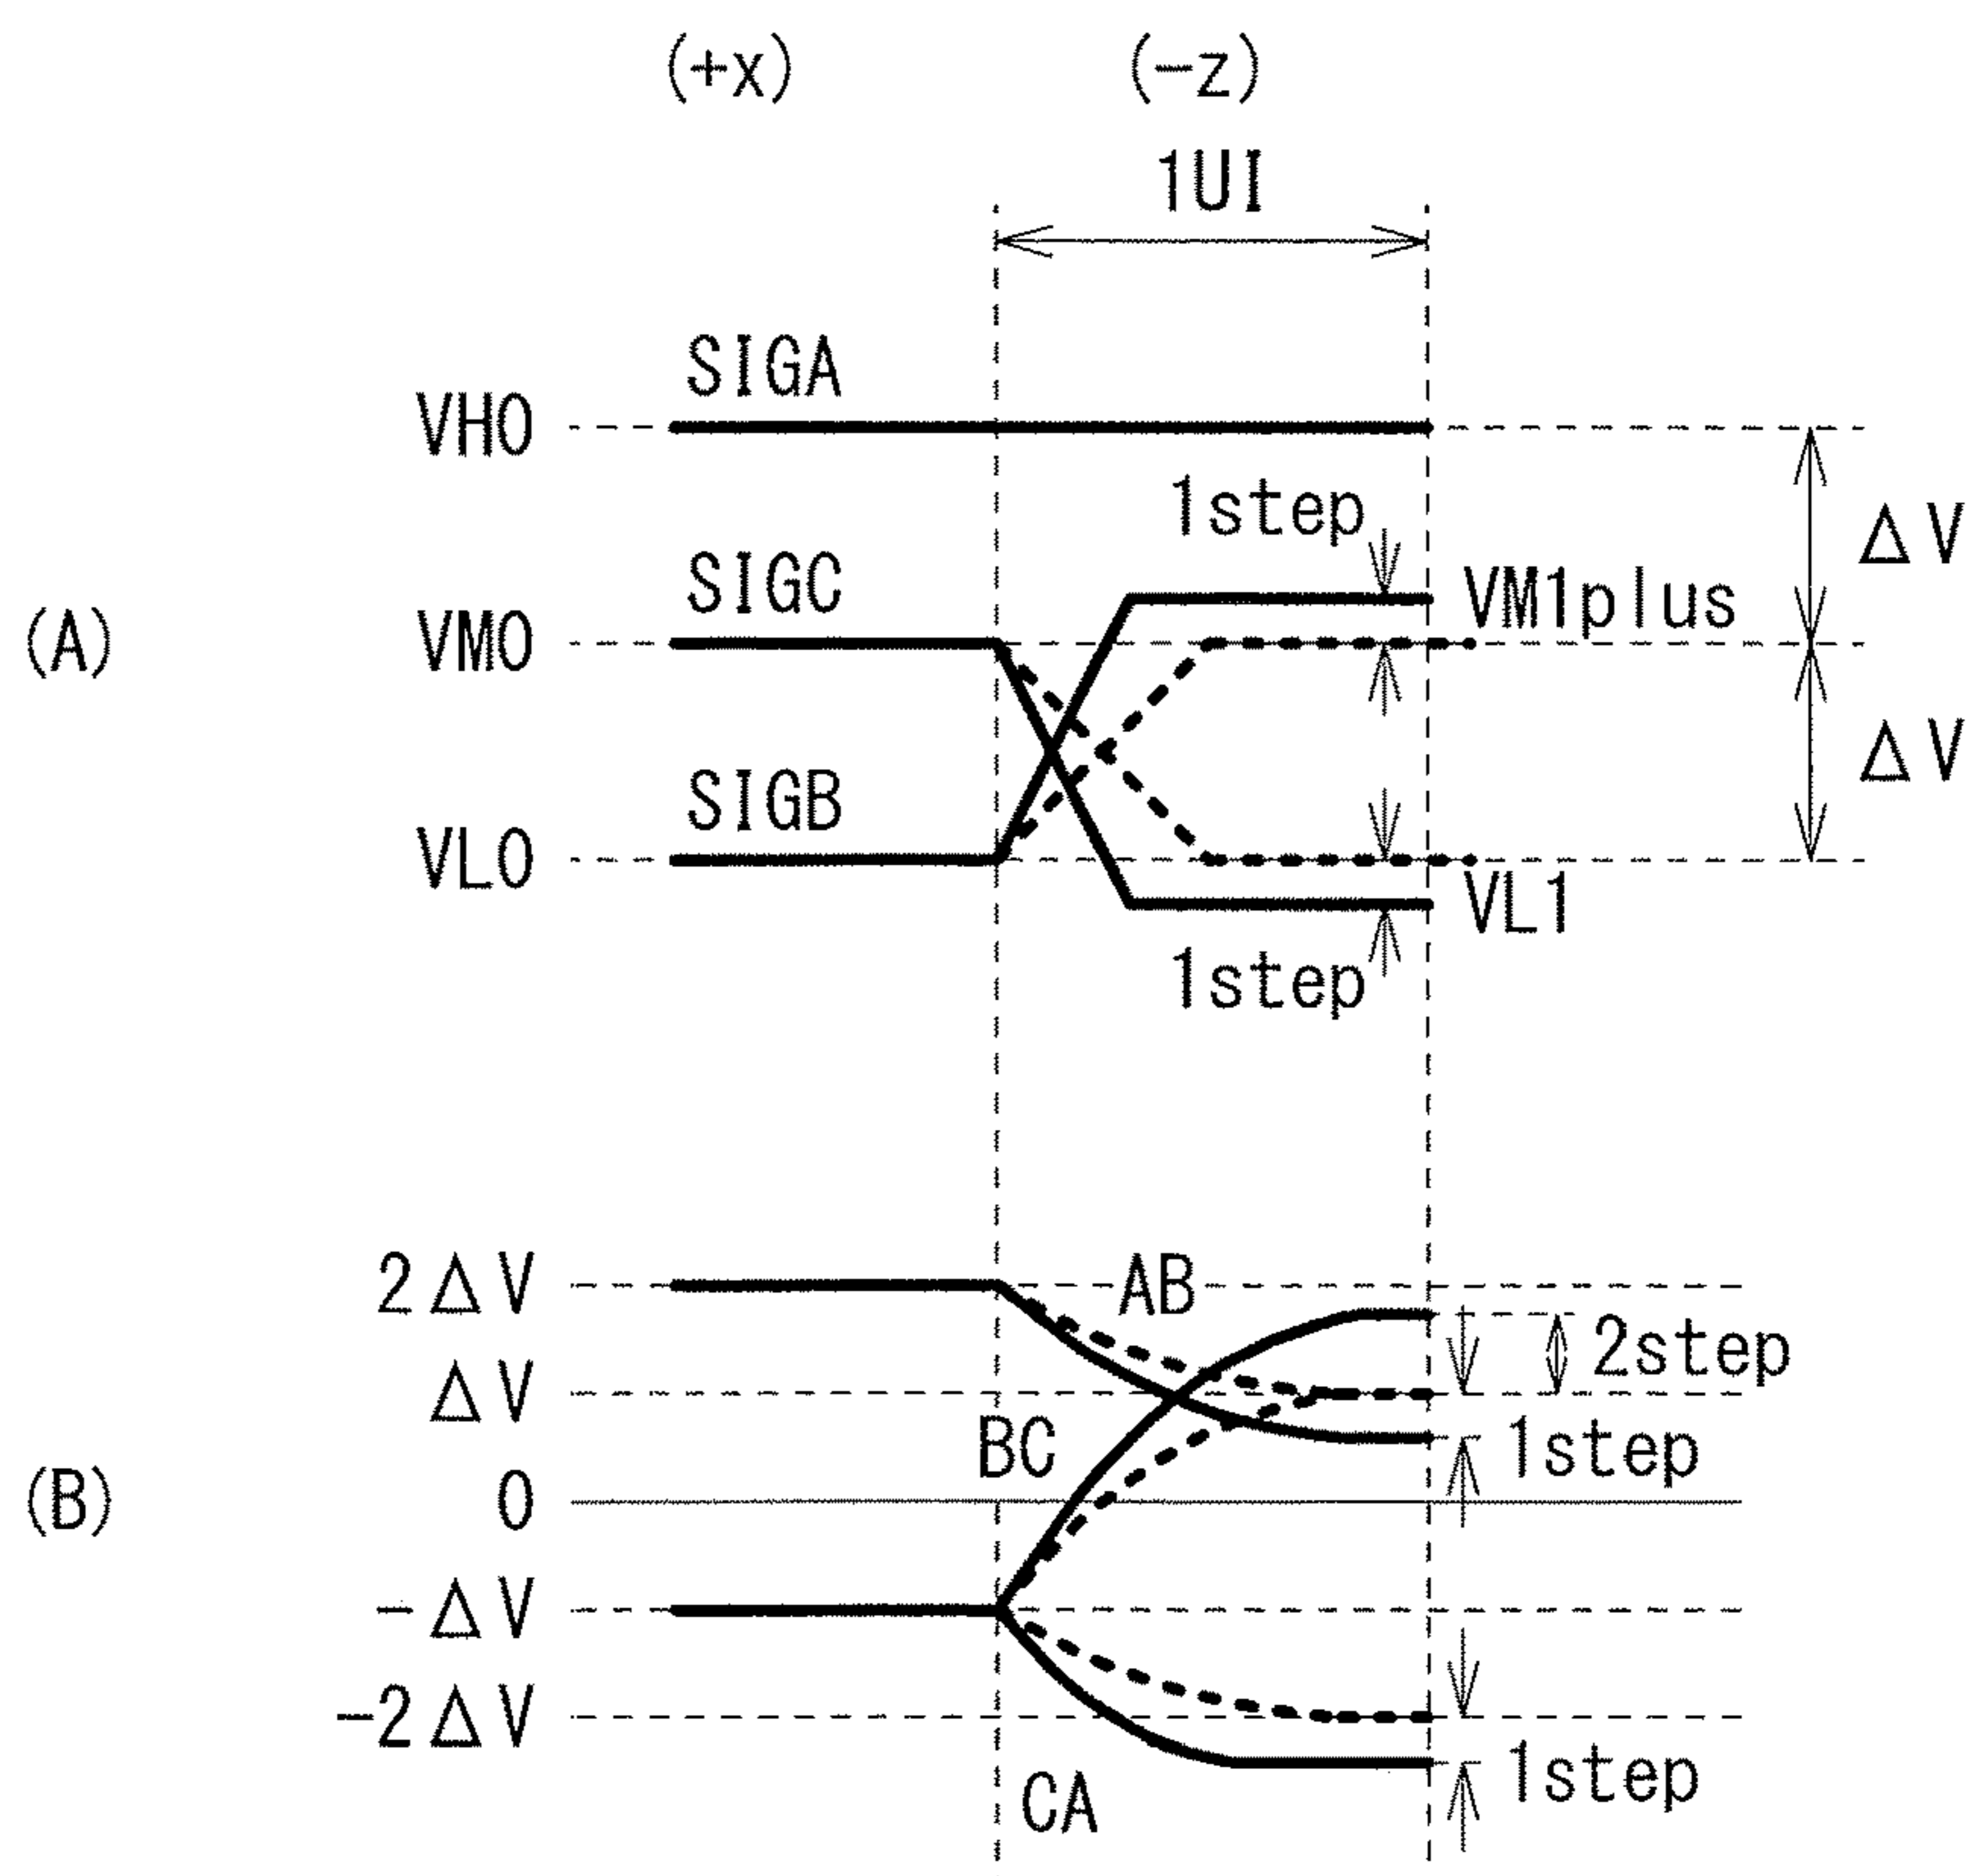 (+x) (-z)
1UI
SIGA
VH0
1step
ΔV
SIGC
VM1plus
(A) VM0
SIGB
ΔV
VL0
VL1
1step
2ΔV
AB
2step
ΔV
BC
1step
(B) 0
-ΔV
-2ΔV
1step
CA